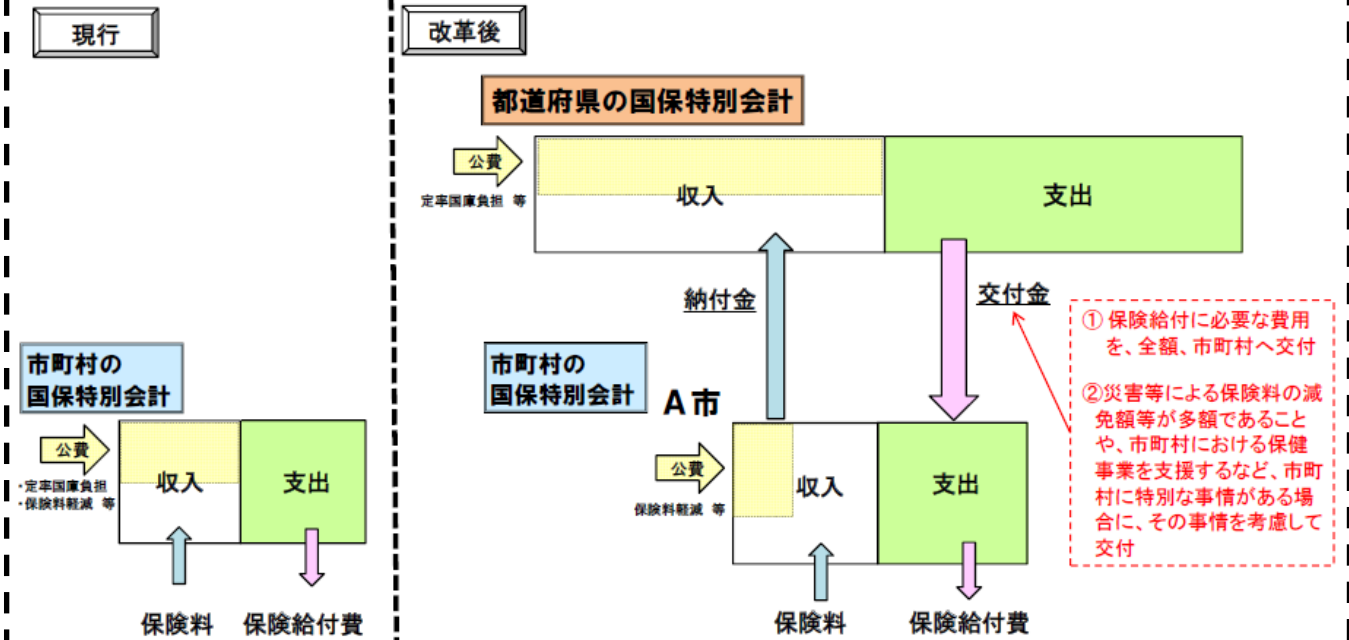 現行
市町村の
国保特別会計
公費
・定率国庫負担
・保険料軽減 等
収入
支出
保険料
保険給付費
改革後
都道府県の国保特別会計
公費
定率国庫負担 等
収入
支出
納付金
交付金
① 保険給付に必要な費用
を、全額、市町村へ交付
②災害等による保険料の減
免額等が多額であること
や、市町村における保健
事業を支援するなど、市町
村に特別な事情がある場
合に、その事情を考慮して
交付
市町村の
国保特別会計
A市
公費
保険料軽減 等
収入
支出
保険料
保険給付費